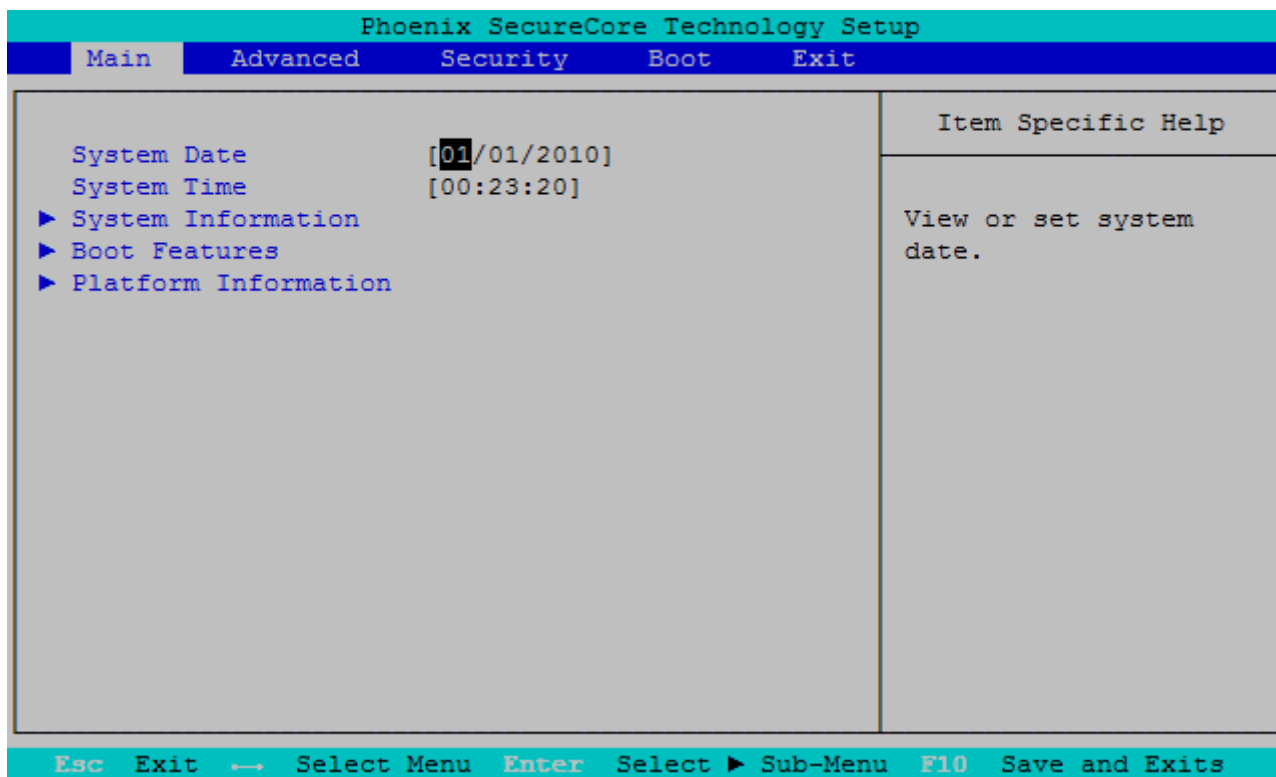 Phoenix SecureCore Technology Setup
Main Advanced Security Boot Exit
Item Specific Help
System Date [01/01/2010]
System Time [00:23:20]
► System Information
► Boot Features
► Platform Information
View or set system
date.
Esc Exit ←→ Select Menu Enter Select ► Sub-Menu F10 Save and Exits